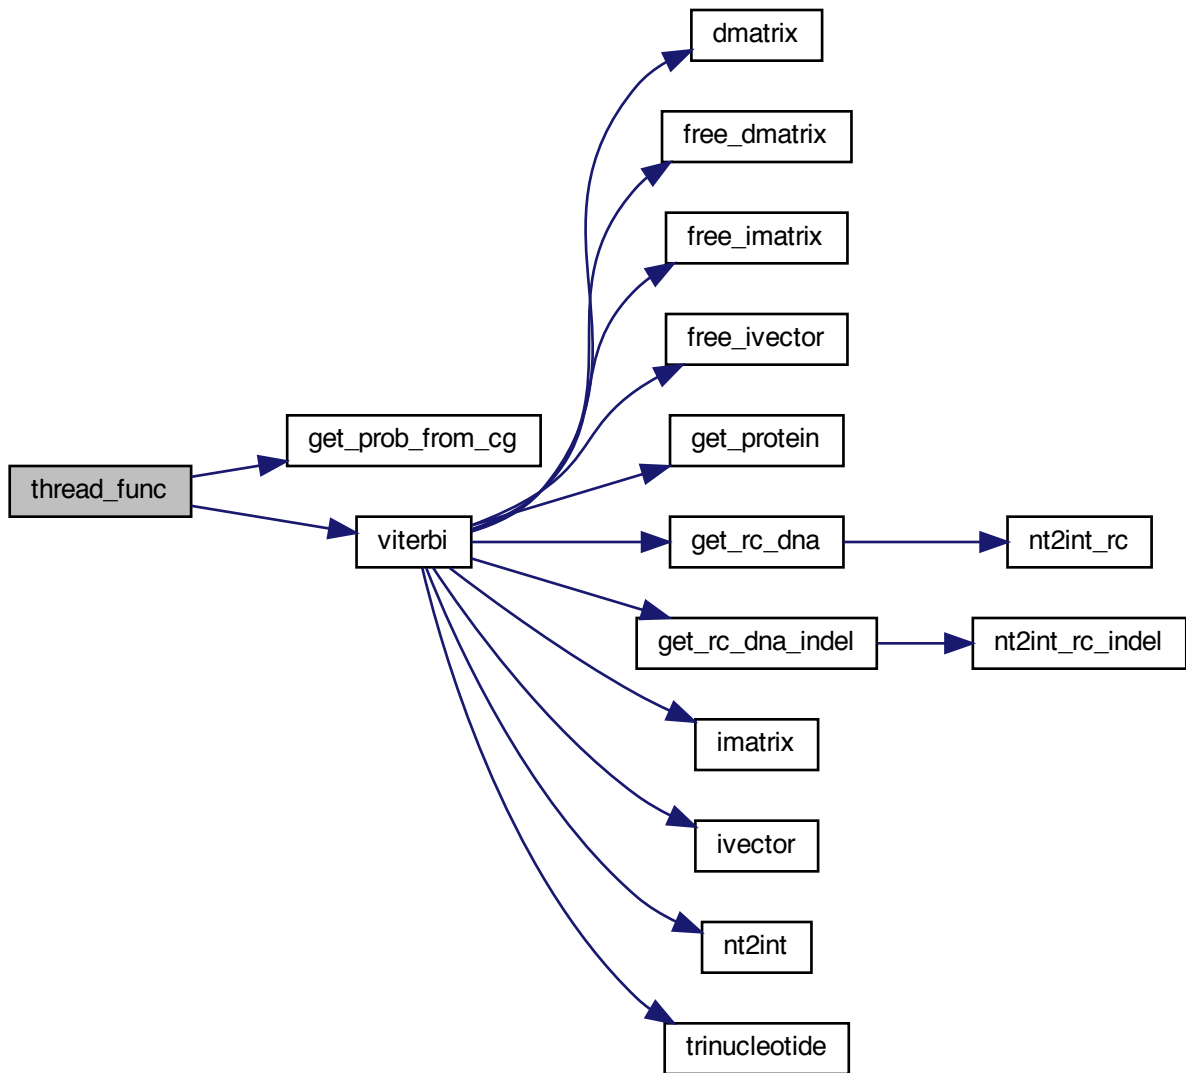 dmatrix
free_dmatrix
free_imatrix
free_ivector
get_prob_from_cg
get_protein
thread_func
viterbi
get_rc_dna
nt2int_rc
get_rc_dna_indel
nt2int_rc_indel
imatrix
ivector
nt2int
trinucleotide